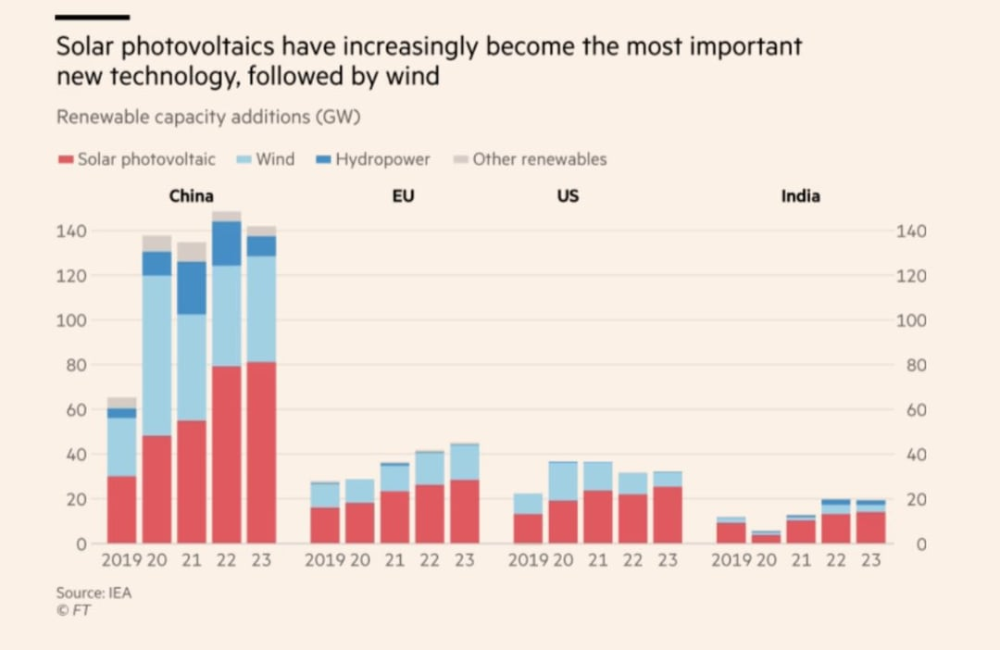 Solar photovoltaics have increasingly become the most important
new technology, followed by wind
Renewable capacity additions (GW)
Solar photovoltaic Wind Hydropower Other renewables
China EU US India
140 140
120 120
100 100
80 80
60 60
40 40
20 20
0 0
2019 20 21 22 23 2019 20 21 22 23 2019 20 21 22 23 2019 20 21 22 23
Source: IEA
© FT